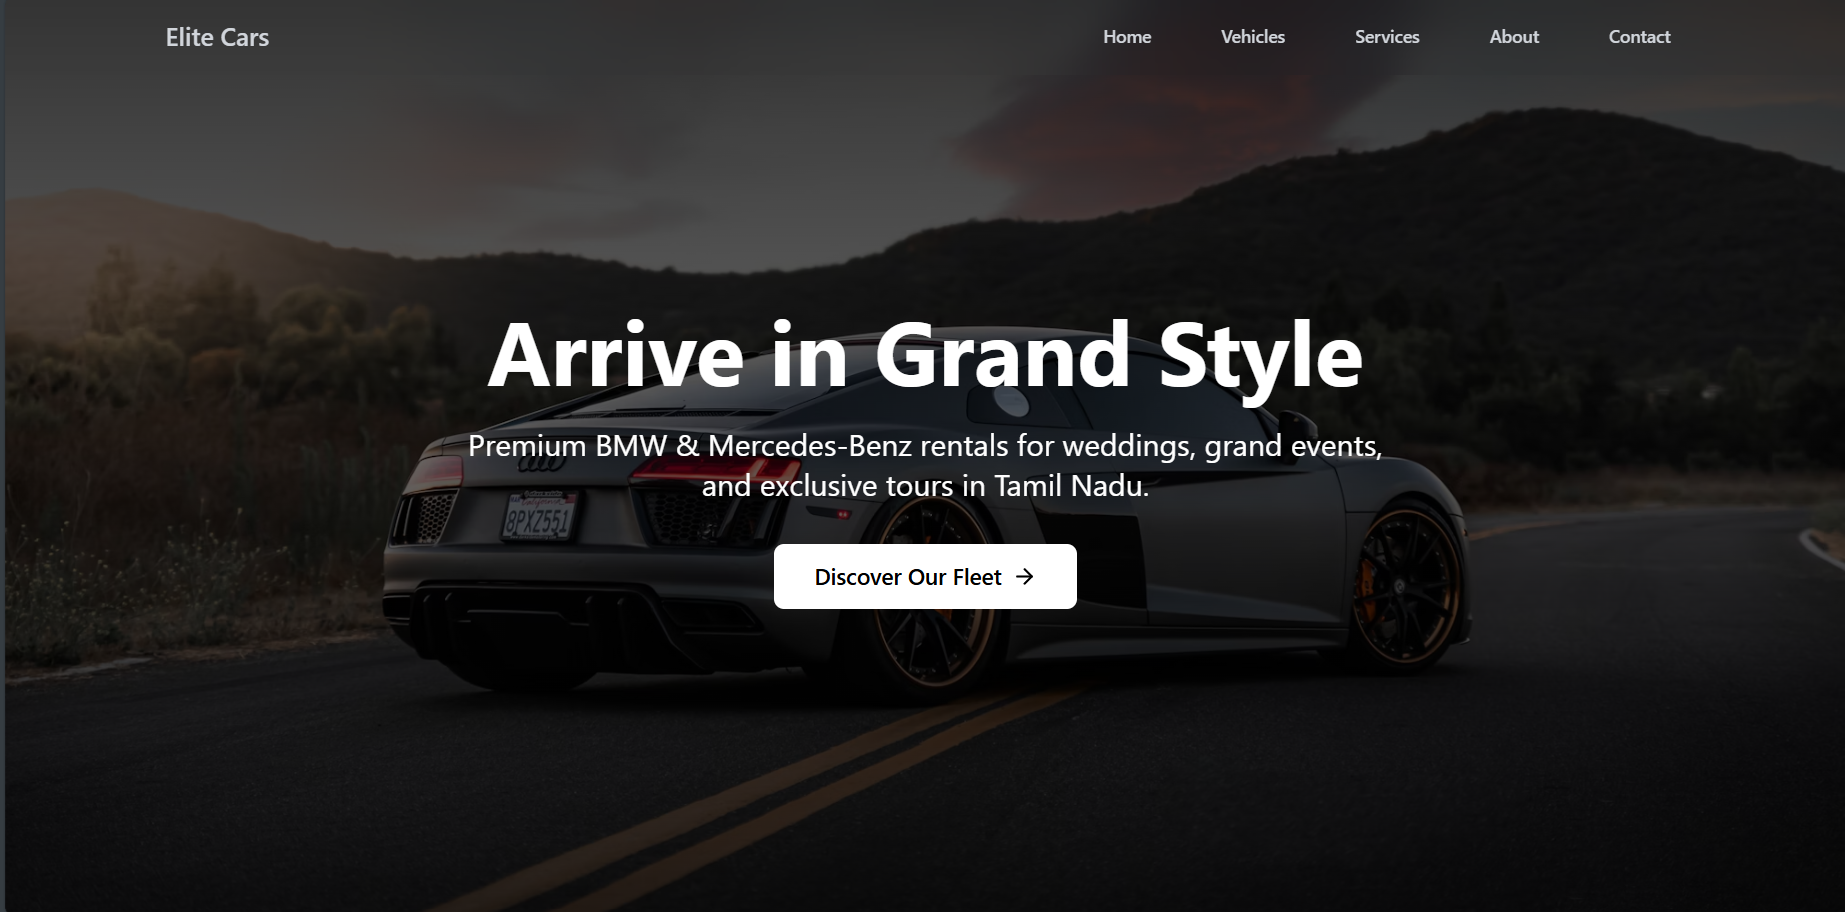 Elite Cars
Home
Vehicles
Services
About
Contact
Arrive in Grand Style
Premium BMW & Mercedes-Benz rentals for weddings, grand events,
and exclusive tours in Tamil Nadu.
8PXZ551
Discover Our Fleet →